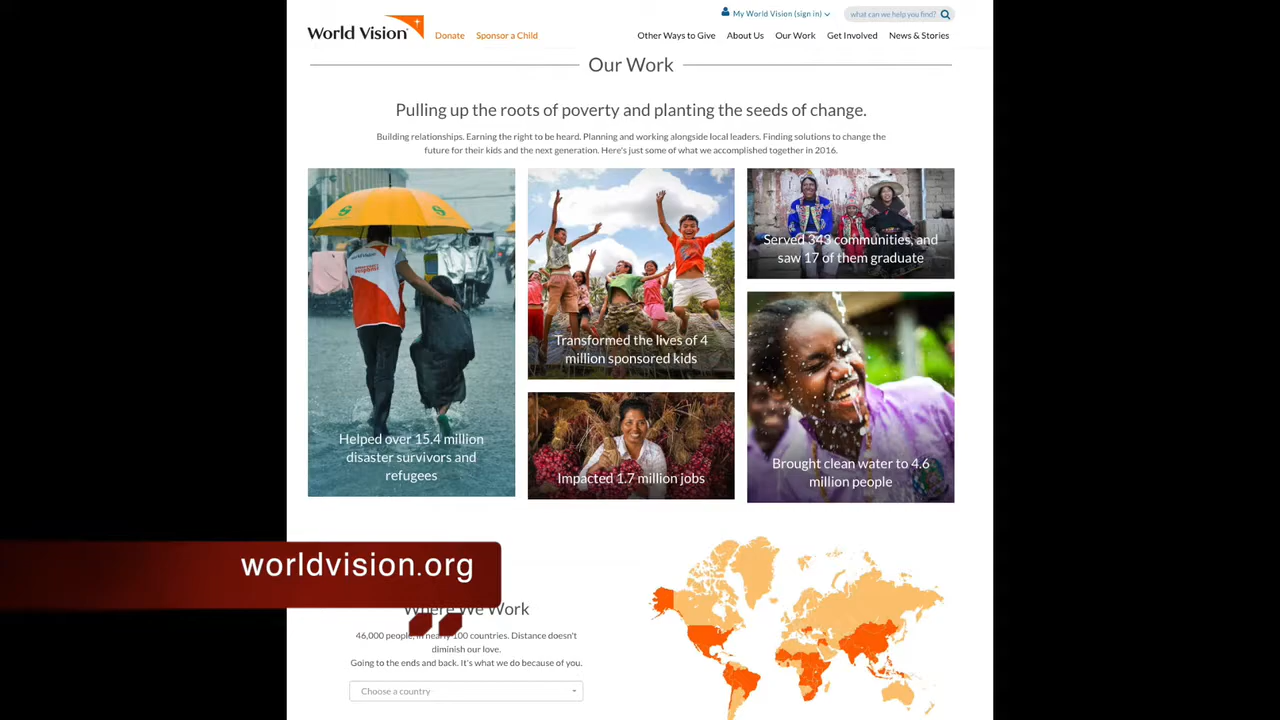 My World Vision (sign in)
what can we help you find?
World Vision
Donate
Sponsor a Child
Other Ways to Give
About Us
Our Work
Get Involved
News & Stories
Our Work
Pulling up the roots of poverty and planting the seeds of change.
Building relationships. Earning the right to be heard. Planning and working alongside local leaders. Finding solutions to change the
future for their kids and the next generation. Here's just some of what we accomplished together in 2016.
Helped over 15.4 million
disaster survivors and
refugees
Transformed the lives of 4
million sponsored kids
Impacted 1.7 million jobs
Served 343 communities, and
saw 17 of them graduate
Brought clean water to 4.6
million people
worldvision.org
Where We Work
46,000 people, in nearly 100 countries. Distance doesn't
diminish our love.
Going to the ends and back. It's what we do because of you.
Choose a country